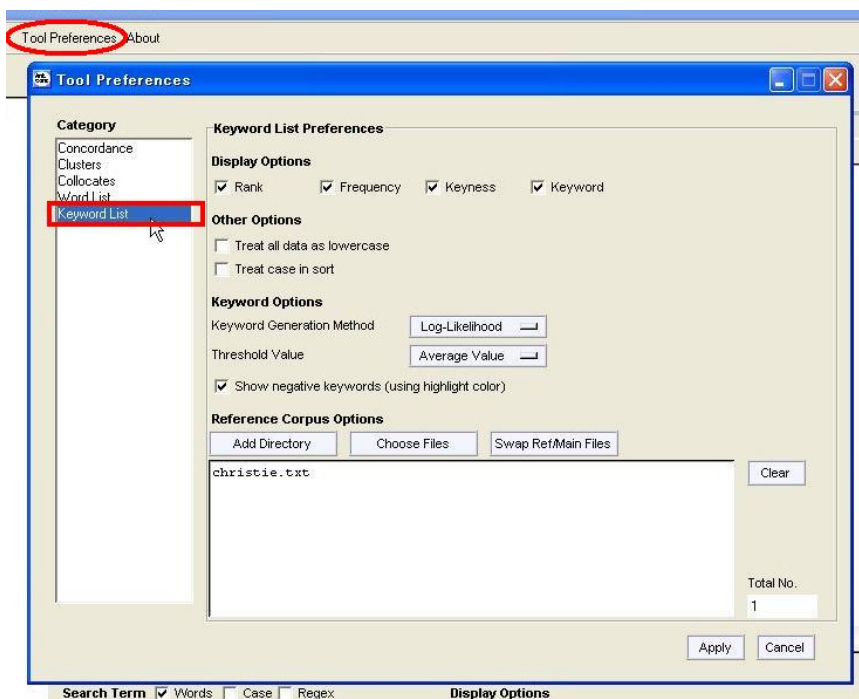 Tool Preferences About
Tool Preferences
Category
Concordance
Clusters
Collocates
Word List
Keyword List
Keyword List Preferences
Display Options
Rank Frequency Keyness Keyword
Other Options
Treat all data as lowercase
Treat case in sort
Keyword Options
Keyword Generation Method Log-Likelihood
Threshold Value Average Value
Show negative keywords (using highlight color)
Reference Corpus Options
Add Directory Choose Files Swap Ref/Main Files
christie.txt
Clear
Total No.
1
Apply Cancel
Search Term Words Case Regex Display Options